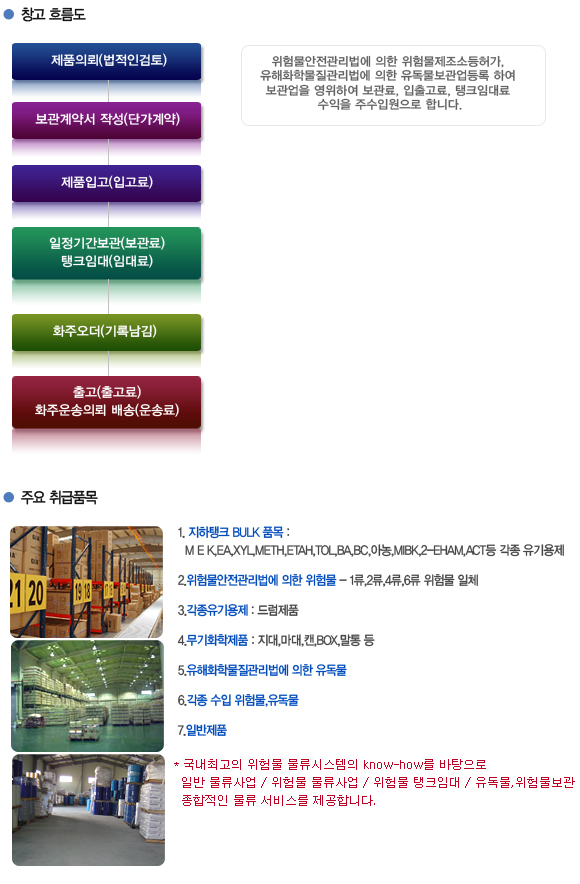 창고 흐름도
제품의뢰(법적인검토)
보관계약서 작성(단가계약)
제품입고(입고료)
일정기간보관(보관료)
탱크임대(임대료)
화주오더(기록남김)
출고(출고료)
화주운송의뢰 배송(운송료)
위험물안전관리법에 의한 위험물제조소등허가,
유해화학물질관리법에 의한 유독물보관업등록 하여
보관업을 영위하여 보관료, 입출고료, 탱크임대료
수익을 주수입원으로 합니다.
주요 취급품목
1. 지하탱크 BULK 품목 :
M E K,EA,XYL,METH,ETAH,TOL,BA,BC,아농,MIBK,2-EHAM,ACT등 각종 유기용제
2.위험물안전관리법에 의한 위험물 - 1류,2류,4류,6류 위험물 일체
3.각종유기용제 : 드럼제품
4.무기화학제품 : 지대,마대,캔,BOX,말통 등
5.유해화학물질관리법에 의한 유독물
6.각종 수입 위험물,유독물
7.일반제품
* 국내최고의 위험물 물류시스템의 know-how를 바탕으로
일반 물류사업 / 위험물 물류사업 / 위험물 탱크임대 / 유독물,위험물보관
종합적인 물류 서비스를 제공합니다.
21 20 19 18